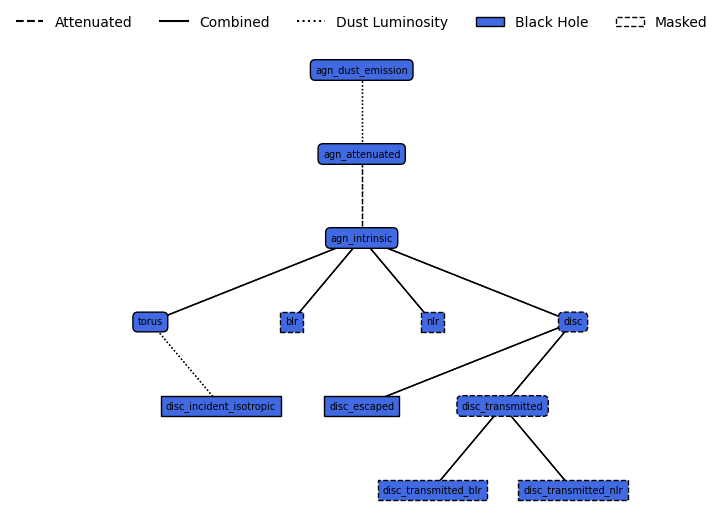 Attenuated Combined Dust Luminosity Black Hole Masked
agn_dust_emission
agn_attenuated
agn_intrinsic
torus blr nlr disc
disc_incident_isotropic disc_escaped disc_transmitted
disc_transmitted_blr disc_transmitted_nlr